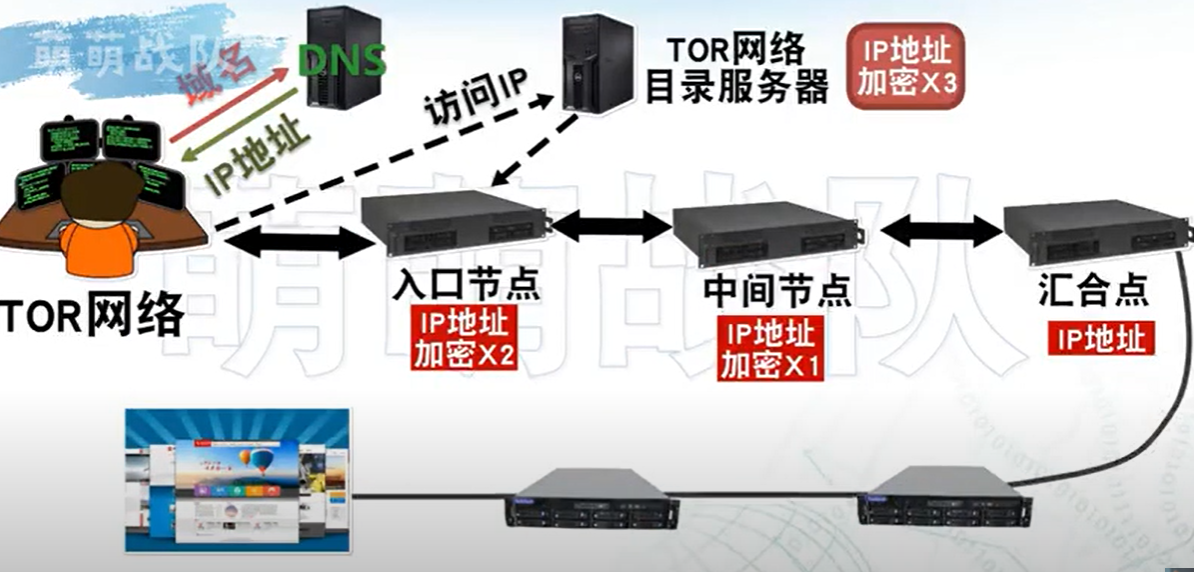 萌萌战队
域名
DNS
IP地址
访问IP
TOR网络
目录服务器
IP地址
加密X3
萌萌战队
TOR网络
入口节点
IP地址
加密X2
中间节点
IP地址
加密X1
汇合点
IP地址